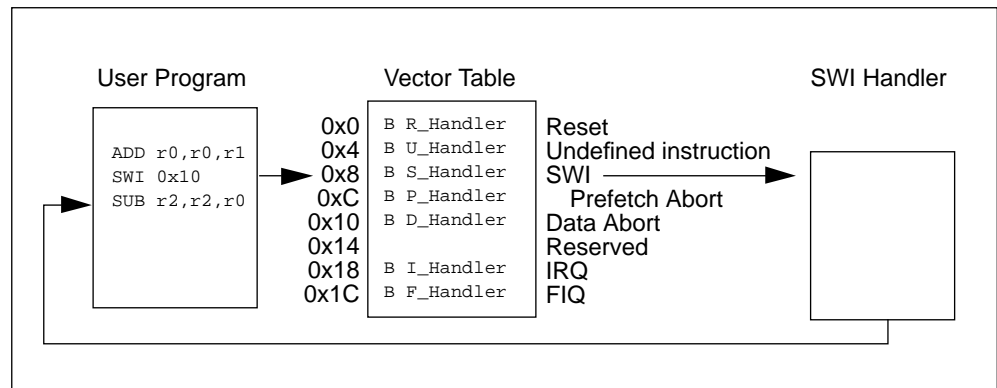 User Program
ADD r0,r0,r1
SWI 0x10
SUB r2,r2,r0
Vector Table
0x0 B R_Handler Reset
0x4 B U_Handler Undefined instruction
0x8 B S_Handler SWI
0xC B P_Handler Prefetch Abort
0x10 B D_Handler Data Abort
0x14 Reserved
0x18 B I_Handler IRQ
0x1C B F_Handler FIQ
SWI Handler